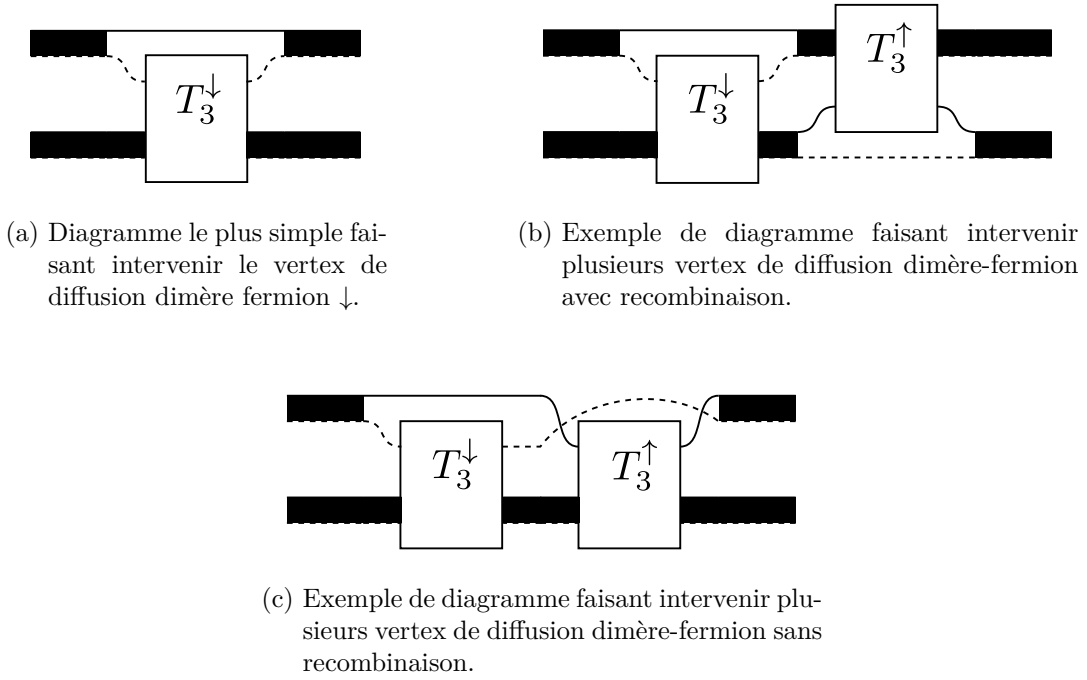 T_3^↓
T_3^↓
T_3^↑
(a) Diagramme le plus simple fai-
sant intervenir le vertex de
diffusion dimère fermion ↓.
(b) Exemple de diagramme faisant intervenir
plusieurs vertex de diffusion dimère-fermion
avec recombinaison.
T_3^↓
T_3^↑
(c) Exemple de diagramme faisant intervenir plu-
sieurs vertex de diffusion dimère-fermion sans
recombinaison.